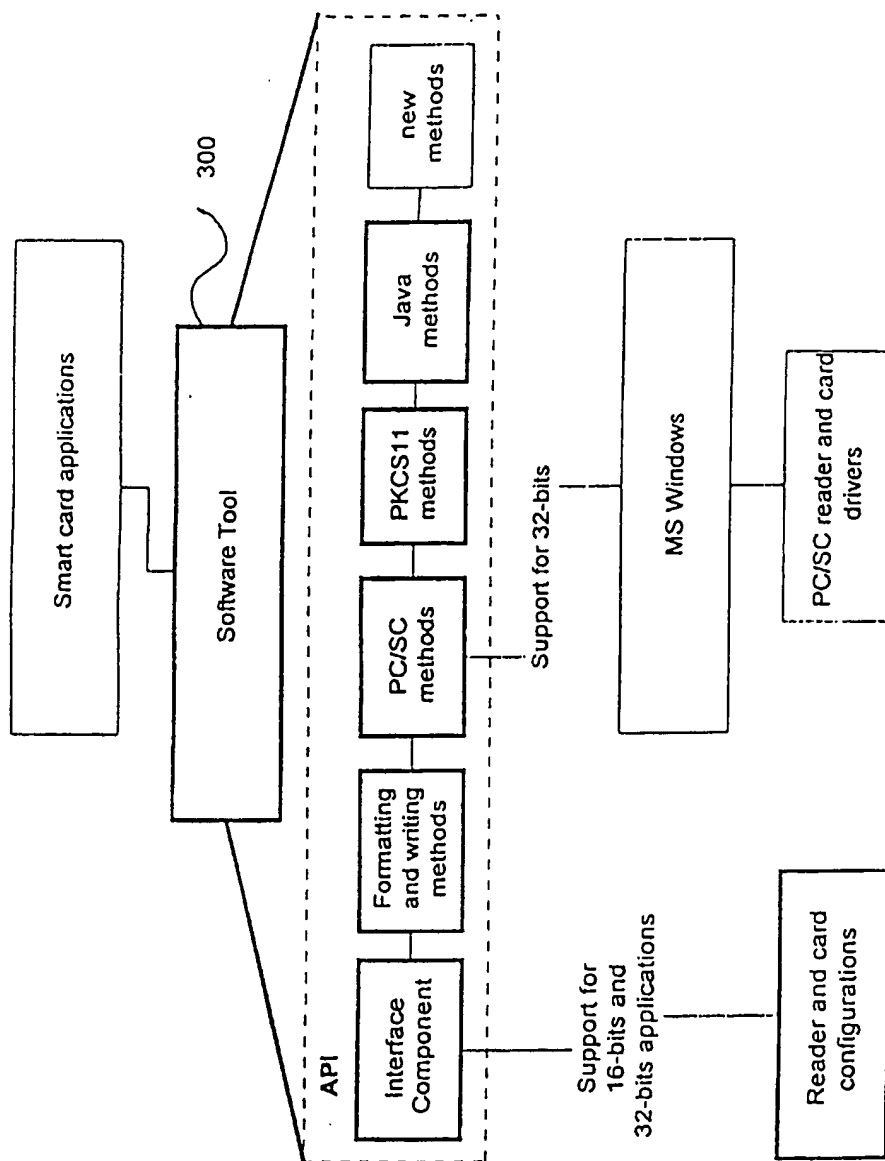 Smart card applications
300
Software Tool
API
Interface
Component
Formatting
and writing
methods
PC/SC
methods
PKCS11
methods
Java
methods
new
methods
Support for
16-bits and
32-bits applications
Support for 32-bits
Reader and card
configurations
MS Windows
PC/SC reader and card
drivers